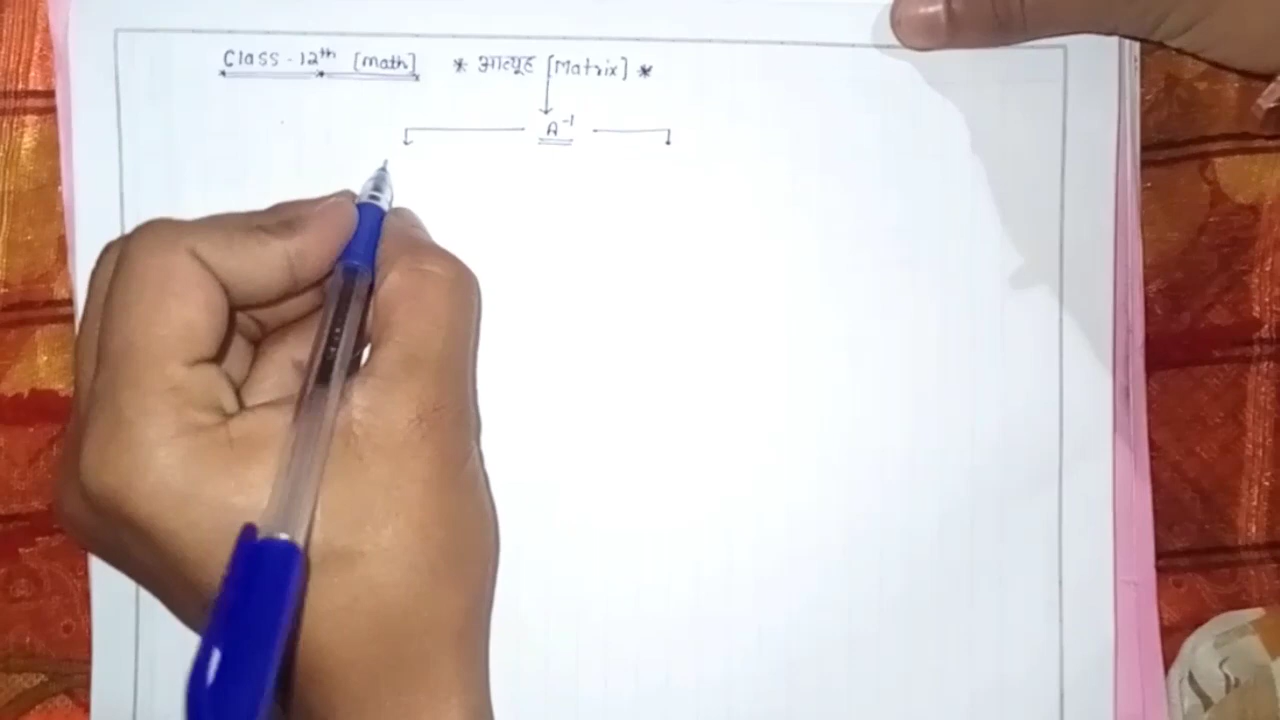 Class - 12th [math] * आव्यूह [Matrix] *
A⁻¹